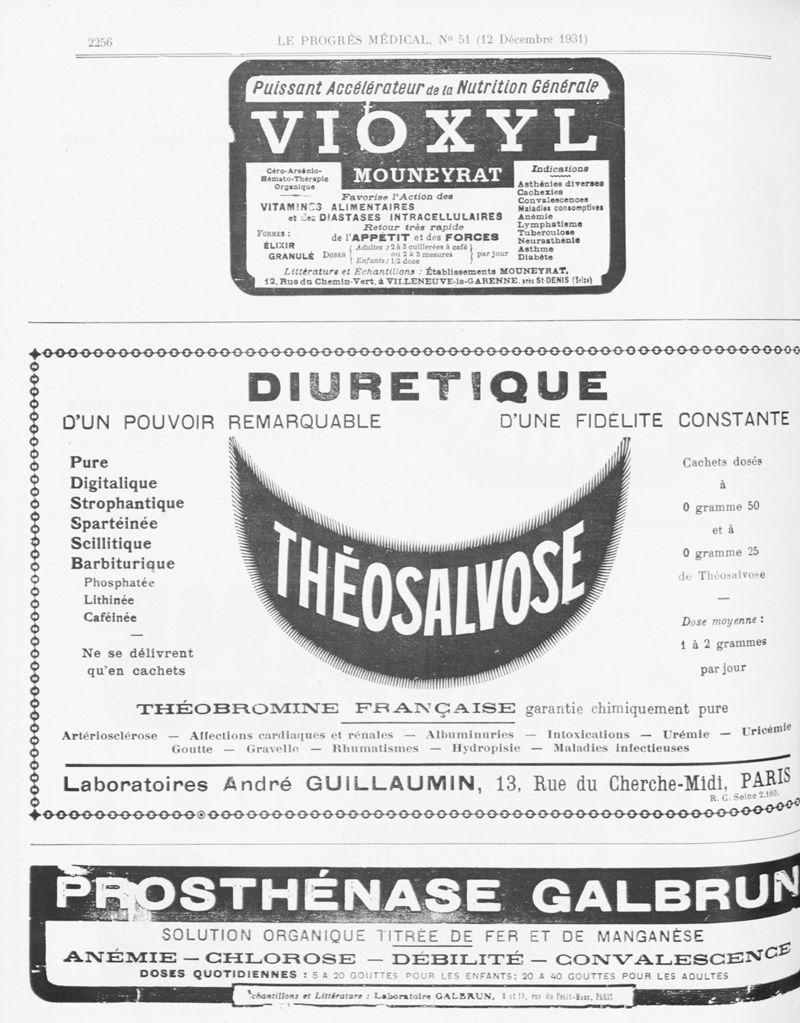 2256
LE PROGRÈS MÉDICAL, N° 51 (12 Décembre 1931)
Puissant Accélérateur de la Nutrition Générale
VIOXYL
MOUNEYRAT
Céro-Arsénio-
Hémato-Thérapie
Organique
Favorise l'Action des
VITAMINES ALIMENTAIRES
et des DIASTASES INTRACELLULAIRES
Retour très rapide
de l'APPÉTIT et des FORCES
FORMES :
ÉLIXIR
GRANULÉ
DOSES
Adultes : 2 à 3 cuillerées à café
ou 2 à 3 mesures
Enfants : 1/2 dose
par jour
Indications
Asthénies diverses
Cachexies
Convalescences
Maladies consomptives
Anémie
Lymphatisme
Tuberculose
Neurasthénie
Asthme
Diabète
Littérature et Échantillons : Établissements MOUNEYRAT,
12, Rue du Chemin-Vert, à VILLENEUVE-la-GARENNE, près St-DENIS (Seine)
DIURETIQUE
D'UN POUVOIR REMARQUABLE
D'UNE FIDÉLITE CONSTANTE
Pure
Digitalique
Strophantique
Spartéinée
Scillitique
Barbiturique
Phosphatée
Lithinée
Caféinée
—
Ne se délivrent
qu'en cachets
THÉOSALVOSE
Cachets dosés
à
0 gramme 50
et à
0 gramme 25
de Théosalvose
—
Dose moyenne :
1 à 2 grammes
par jour
THÉOBROMINE FRANÇAISE garantie chimiquement pure
Artériosclérose — Affections cardiaques et rénales — Albuminuries — Intoxications — Urémie — Uricémie
Goutte — Gravelle — Rhumatismes — Hydropisie — Maladies infectieuses
Laboratoires André GUILLAUMIN, 13, Rue du Cherche-Midi, PARIS
R. C. Seine 2.160.
PROSTHÉNASE GALBRUN
SOLUTION ORGANIQUE TITRÉE DE FER ET DE MANGANÈSE
ANÉMIE — CHLOROSE — DÉBILITÉ — CONVALESCENCE
DOSES QUOTIDIENNES : 5 A 20 GOUTTES POUR LES ENFANTS; 20 A 40 GOUTTES POUR LES ADULTES
Échantillons et Littérature : Laboratoire GALBRUN, 8 et 10, rue du Petit-Musc, PARIS